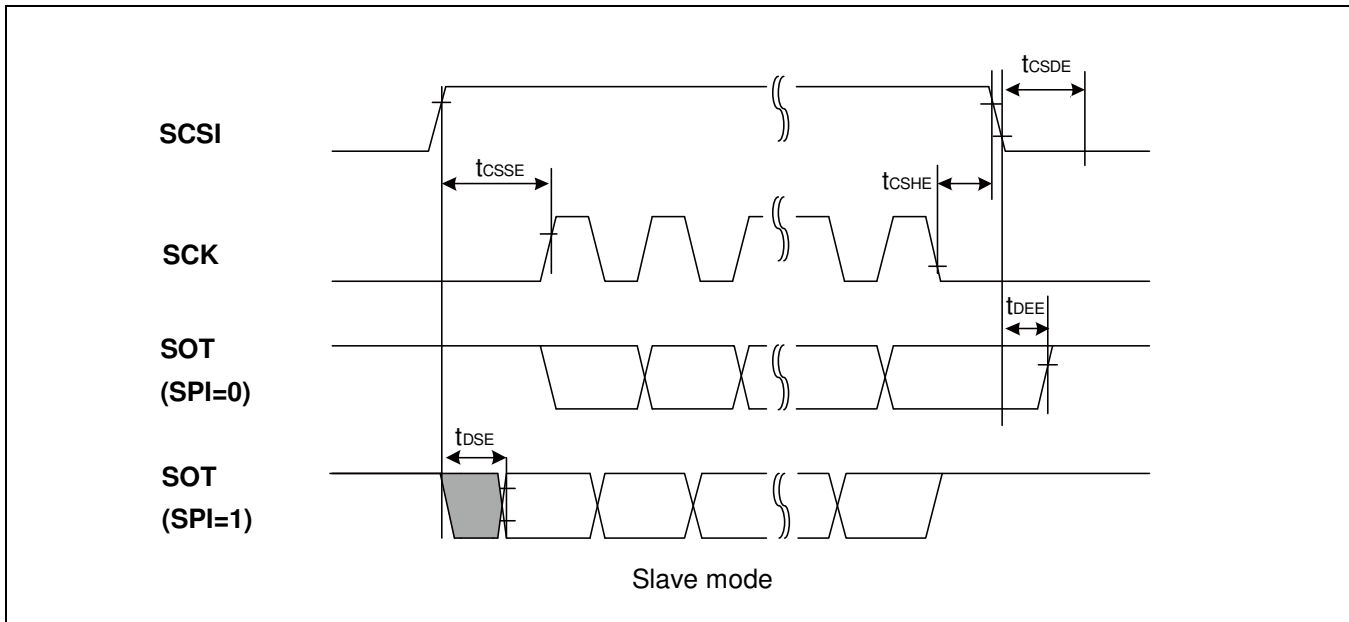 tCSDE
SCSI
tCSSE
tCSHE
SCK
tDEE
SOT
(SPI=0)
tDSE
SOT
(SPI=1)
Slave mode